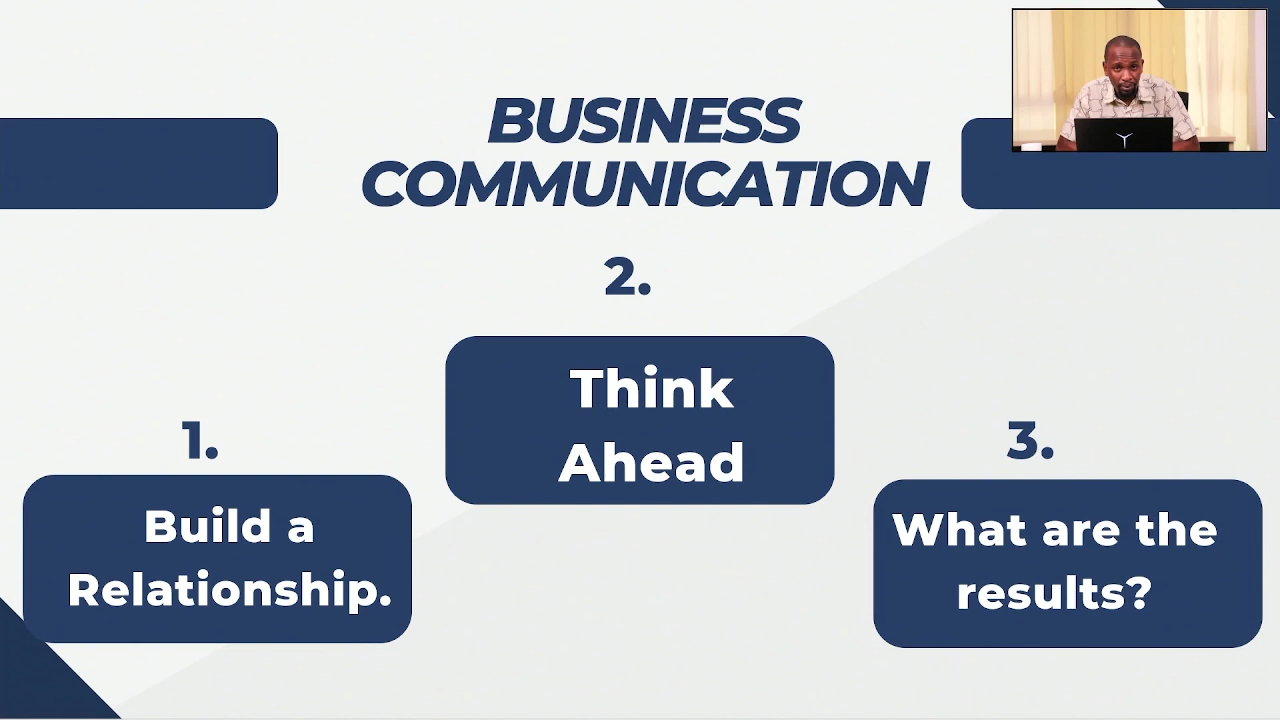 BUSINESS
COMMUNICATION
1.
Build a
Relationship.
2.
Think
Ahead
3.
What are the
results?